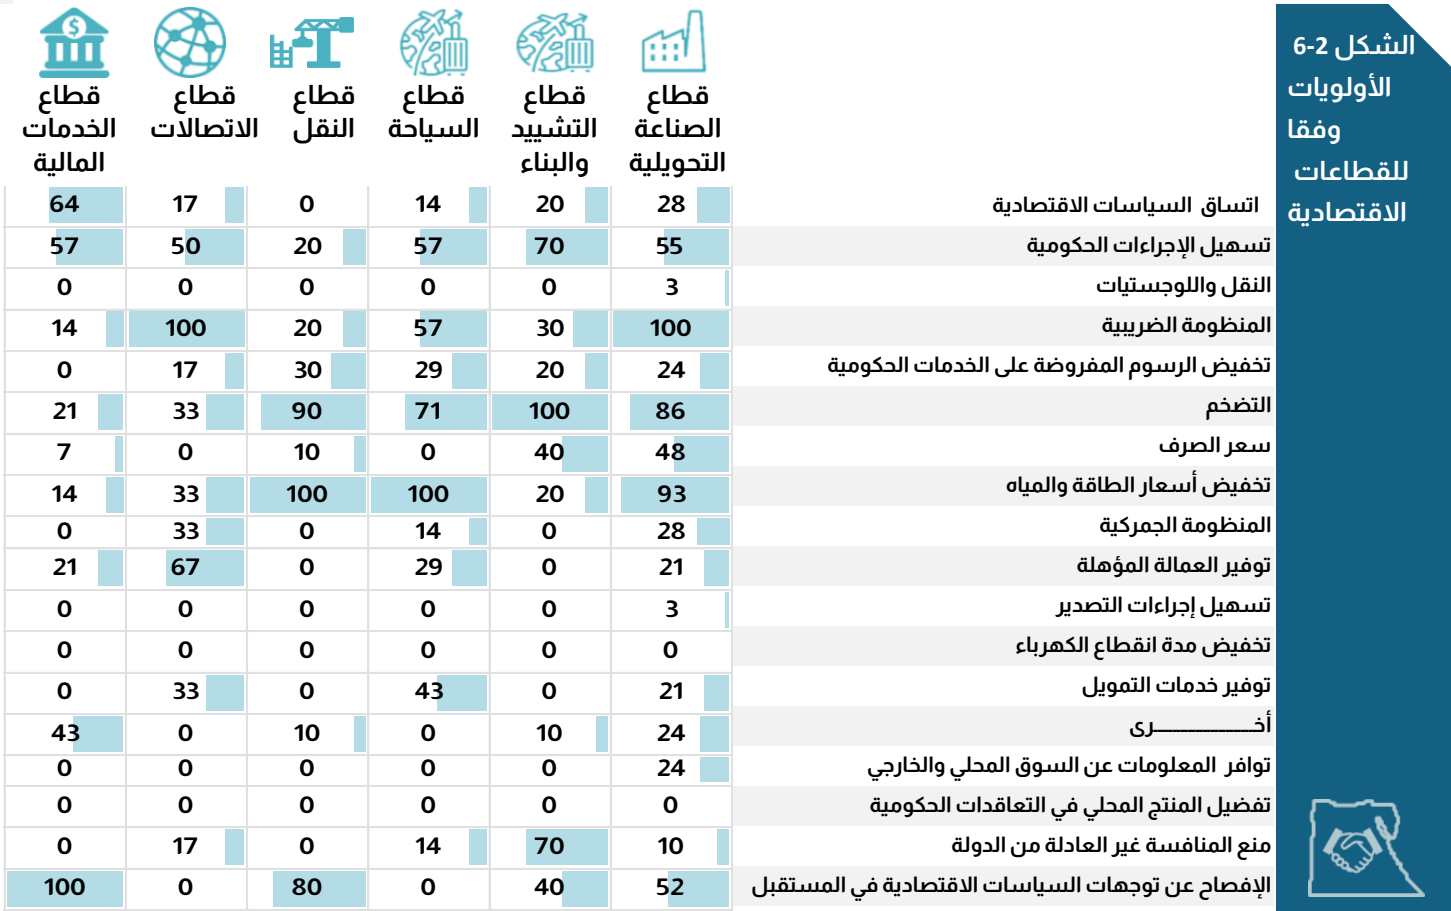 الشكل 2-6
الأولويات
وفقا
للقطاعات
الاقتصادية
قطاع الصناعة التحويلية
قطاع التشييد والبناء
قطاع السياحة
قطاع النقل
قطاع الاتصالات
قطاع الخدمات المالية
اتساق السياسات الاقتصادية 28 20 14 0 17 64
تسهيل الإجراءات الحكومية 55 70 57 20 50 57
النقل واللوجستيات 3 0 0 0 0 0
المنظومة الضريبية 100 30 57 20 100 14
تخفيض الرسوم المفروضة على الخدمات الحكومية 24 20 29 30 17 0
التضخم 86 100 71 90 33 21
سعر الصرف 48 40 0 10 0 7
تخفيض أسعار الطاقة والمياه 93 20 100 100 33 14
المنظومة الجمركية 28 0 14 0 33 0
توفير العمالة المؤهلة 21 0 29 0 67 21
تسهيل إجراءات التصدير 3 0 0 0 0 0
تخفيض مدة انقطاع الكهرباء 0 0 0 0 0 0
توفير خدمات التمويل 21 0 43 0 33 0
أخـــــــــــــرى 24 10 0 10 0 43
توافر المعلومات عن السوق المحلي والخارجي 24 0 0 0 0 0
تفضيل المنتج المحلي في التعاقدات الحكومية 0 0 0 0 0 0
منع المنافسة غير العادلة من الدولة 10 70 14 0 17 0
الإفصاح عن توجهات السياسات الاقتصادية في المستقبل 52 40 0 80 0 100